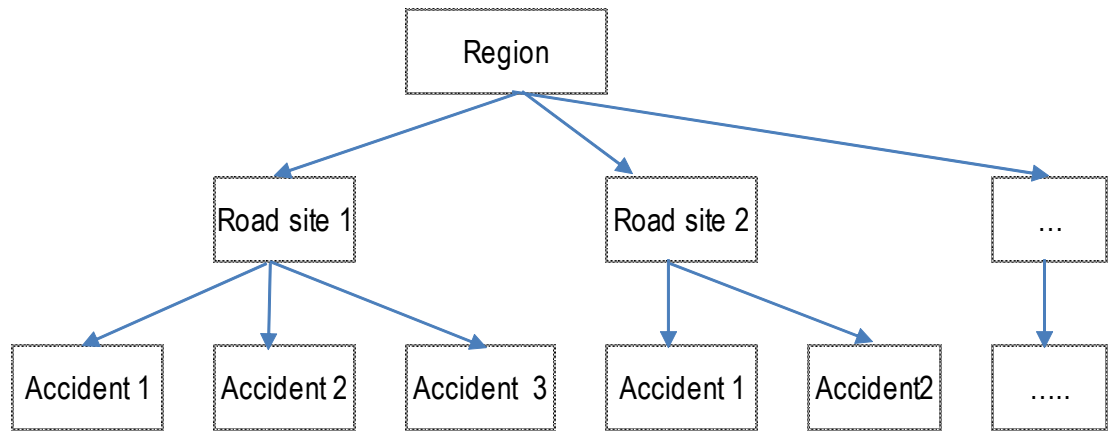 Region
Road site 1
Road site 2
...
Accident 1
Accident 2
Accident 3
Accident 1
Accident2
.....